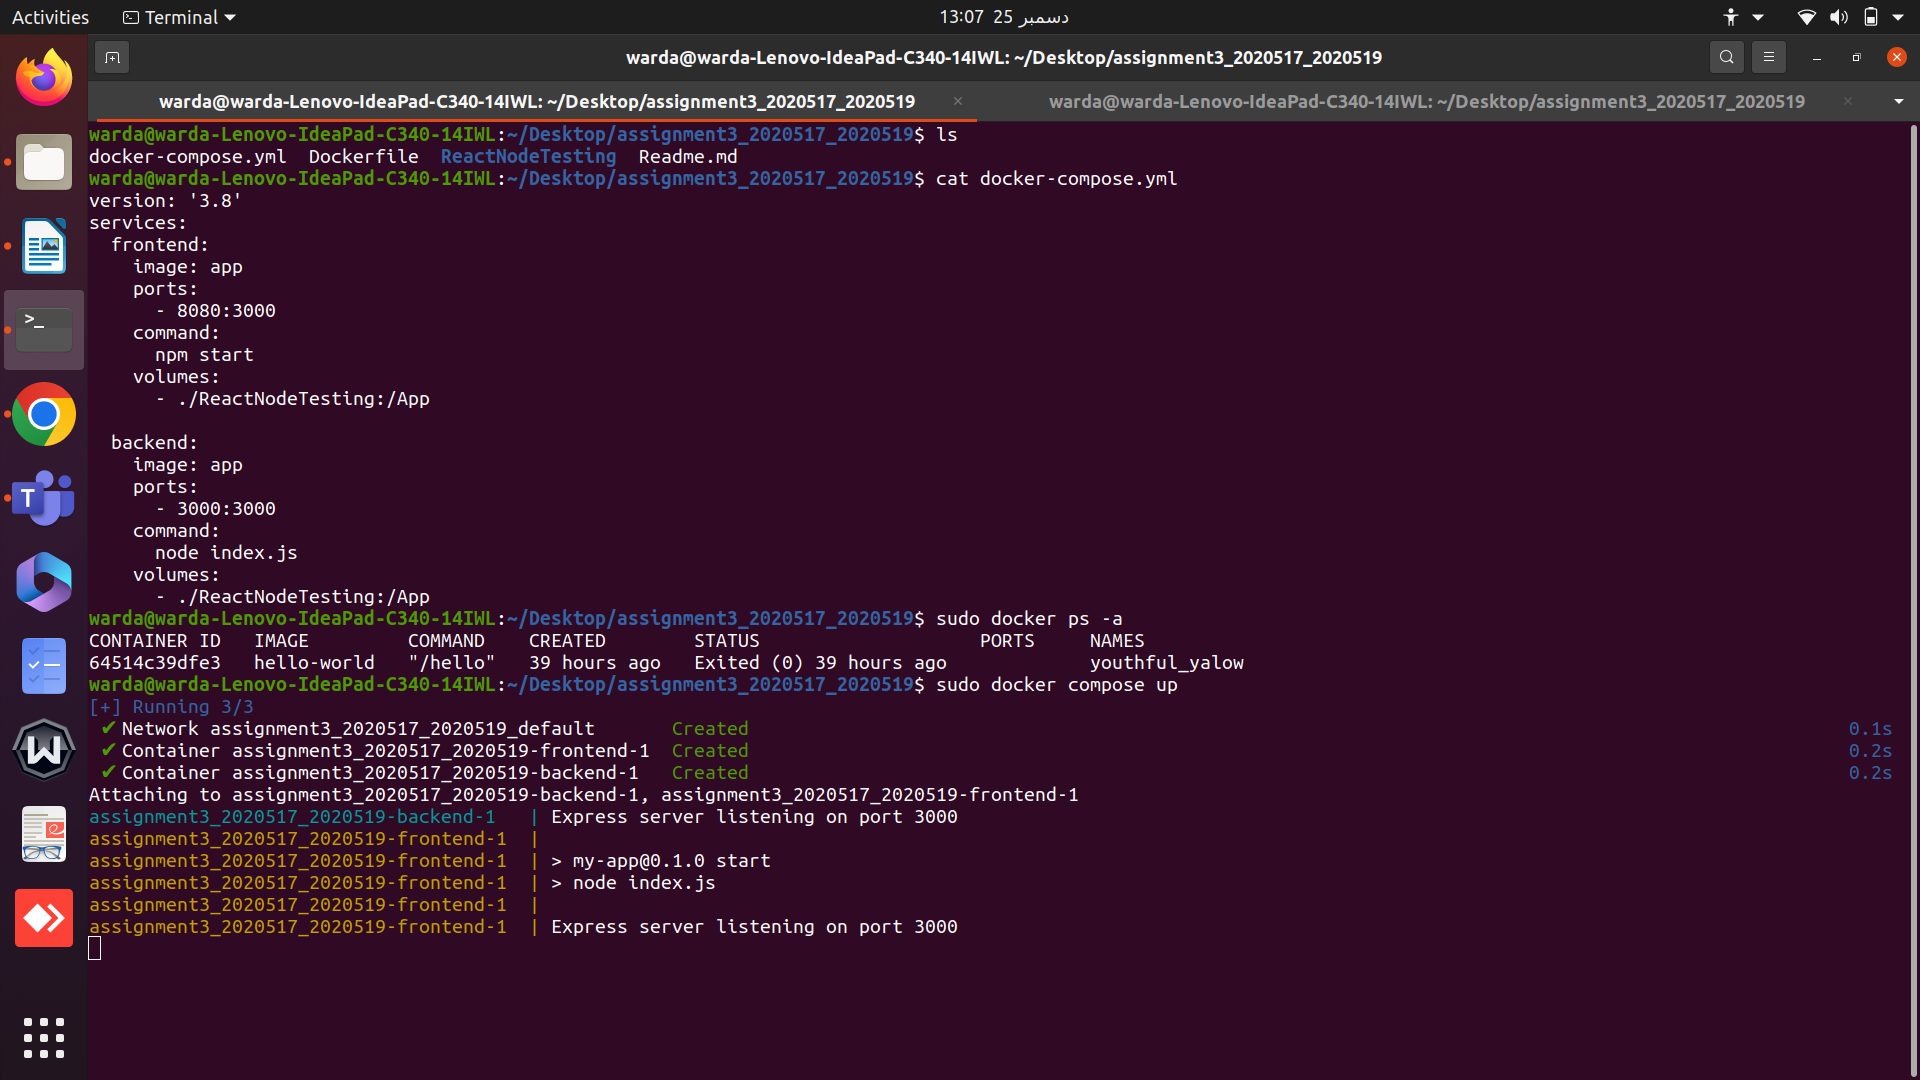 Activities
Terminal
13:07 25 دسمبر
warda@warda-Lenovo-IdeaPad-C340-14IWL: ~/Desktop/assignment3_2020517_2020519
warda@warda-Lenovo-IdeaPad-C340-14IWL: ~/Desktop/assignment3_2020517_2020519
warda@warda-Lenovo-IdeaPad-C340-14IWL: ~/Desktop/assignment3_2020517_2020519
warda@warda-Lenovo-IdeaPad-C340-14IWL:~/Desktop/assignment3_2020517_2020519$ ls
docker-compose.yml  Dockerfile  ReactNodeTesting  Readme.md
warda@warda-Lenovo-IdeaPad-C340-14IWL:~/Desktop/assignment3_2020517_2020519$ cat docker-compose.yml
version: '3.8'
services:
  frontend:
    image: app
    ports:
      - 8080:3000
    command:
      npm start
    volumes:
      - ./ReactNodeTesting:/App

  backend:
    image: app
    ports:
      - 3000:3000
    command:
      node index.js
    volumes:
      - ./ReactNodeTesting:/App
warda@warda-Lenovo-IdeaPad-C340-14IWL:~/Desktop/assignment3_2020517_2020519$ sudo docker ps -a
CONTAINER ID   IMAGE         COMMAND    CREATED        STATUS                    PORTS     NAMES
64514c39dfe3   hello-world   "/hello"   39 hours ago   Exited (0) 39 hours ago             youthful_yalow
warda@warda-Lenovo-IdeaPad-C340-14IWL:~/Desktop/assignment3_2020517_2020519$ sudo docker compose up
[+] Running 3/3
 ✔ Network assignment3_2020517_2020519_default       Created 0.1s
 ✔ Container assignment3_2020517_2020519-frontend-1  Created 0.2s
 ✔ Container assignment3_2020517_2020519-backend-1   Created 0.2s
Attaching to assignment3_2020517_2020519-backend-1, assignment3_2020517_2020519-frontend-1
assignment3_2020517_2020519-backend-1   | Express server listening on port 3000
assignment3_2020517_2020519-frontend-1  |
assignment3_2020517_2020519-frontend-1  | > my-app@0.1.0 start
assignment3_2020517_2020519-frontend-1  | > node index.js
assignment3_2020517_2020519-frontend-1  |
assignment3_2020517_2020519-frontend-1  | Express server listening on port 3000